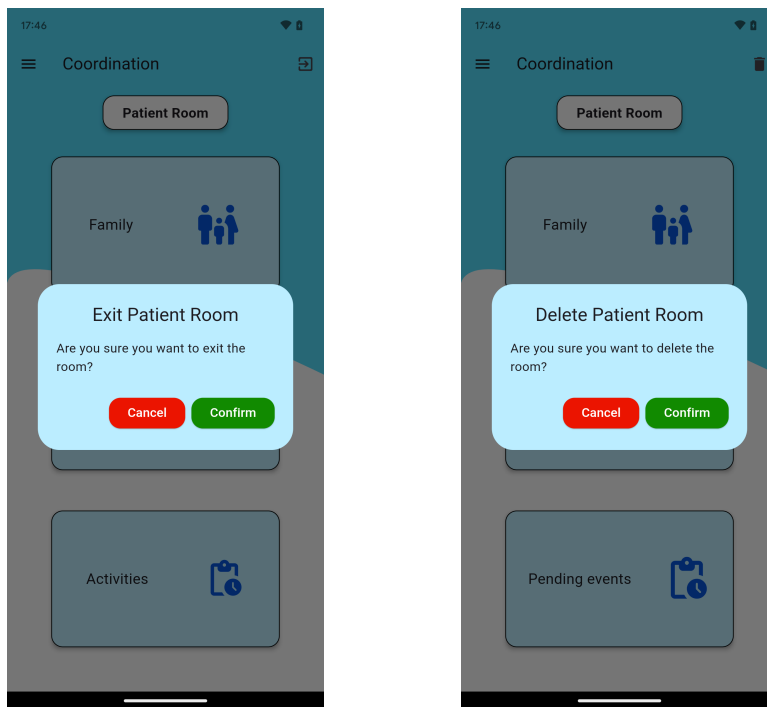 17:46
Coordination
Patient Room
Family
Exit Patient Room
Are you sure you want to exit the
room?
Cancel Confirm
Activities
17:46
Coordination
Patient Room
Family
Delete Patient Room
Are you sure you want to delete the
room?
Cancel Confirm
Pending events